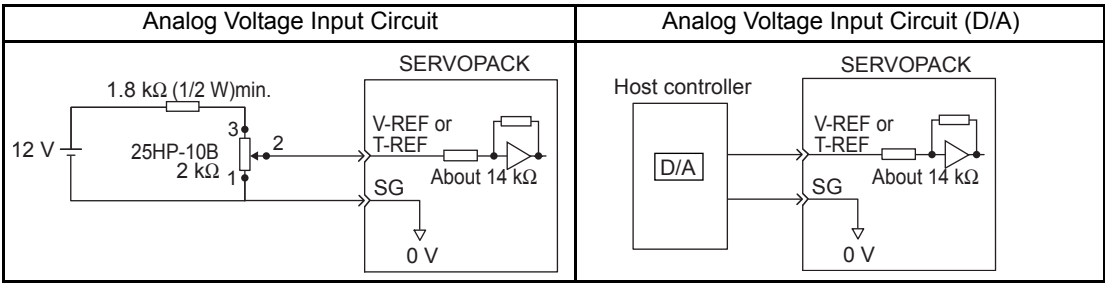 Analog Voltage Input Circuit
SERVOPACK
1.8 kΩ (1/2 W)min.
3
V-REF or
T-REF
12 V
25HP-10B
2 kΩ
2
1
About 14 kΩ
SG
0 V
Analog Voltage Input Circuit (D/A)
SERVOPACK
Host controller
V-REF or
T-REF
D/A
About 14 kΩ
SG
0 V